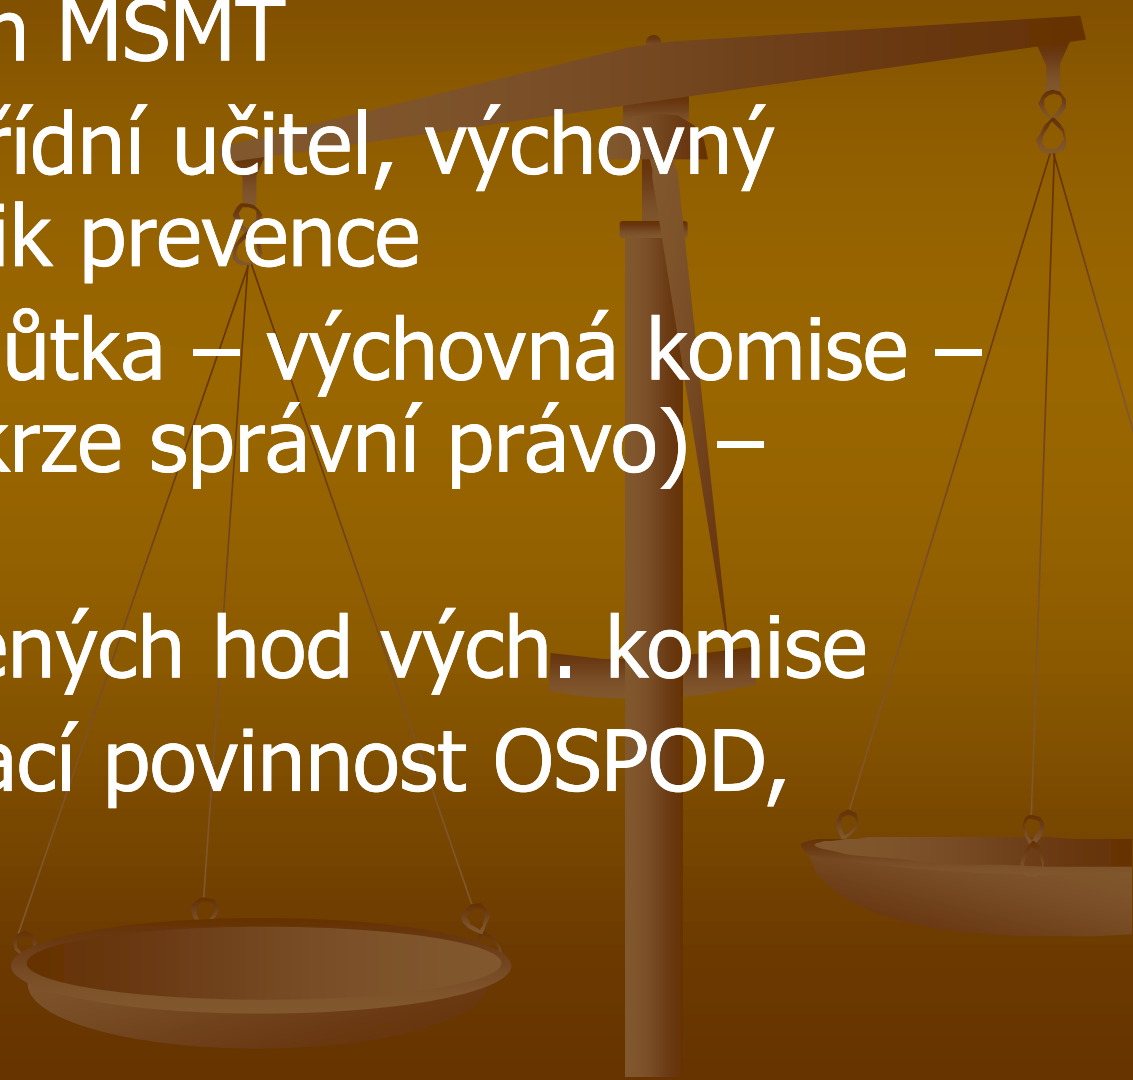 n MSMT
řídní učitel, výchovný
ik prevence
ůtka – výchovná komise –
krze správní právo) –
ených hod vých. komise
ací povinnost OSPOD,